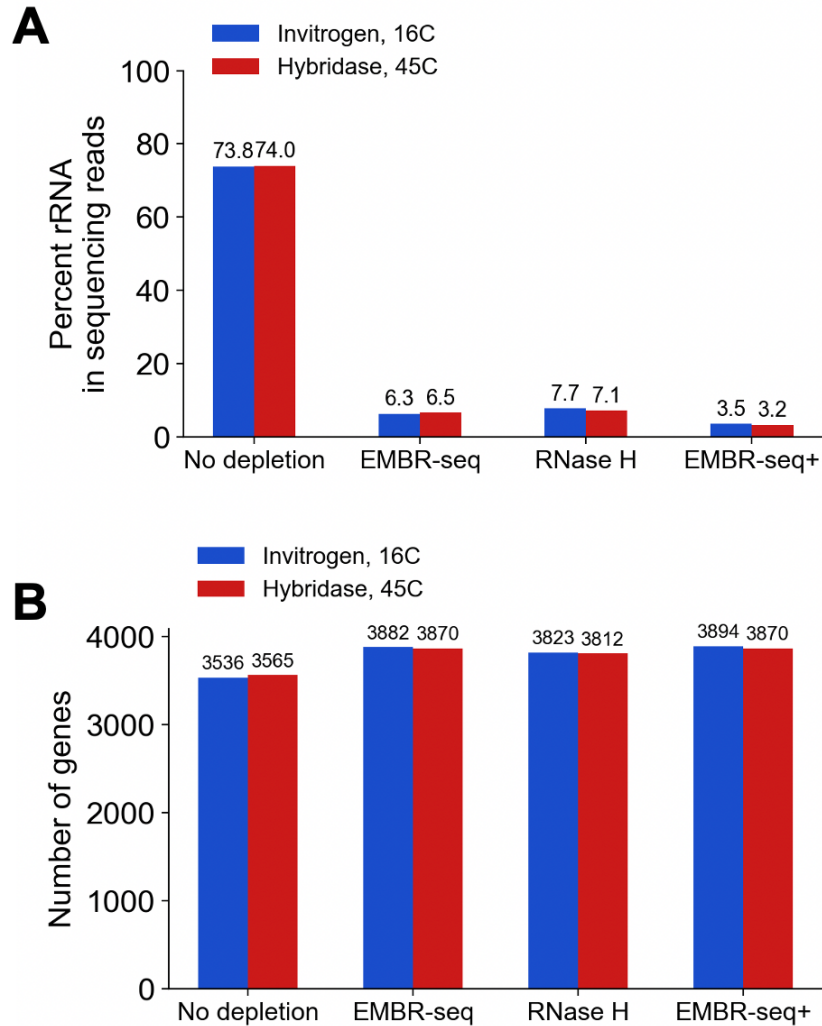 A
Invitrogen, 16C
Hybridase, 45C
Percent rRNA
in sequencing reads
100
80
60
40
20
0
73.8 74.0
6.3 6.5
7.7 7.1
3.5 3.2
No depletion EMBR-seq RNase H EMBR-seq+
B
Invitrogen, 16C
Hybridase, 45C
Number of genes
4000
3000
2000
1000
0
3536 3565
3882 3870
3823 3812
3894 3870
No depletion EMBR-seq RNase H EMBR-seq+